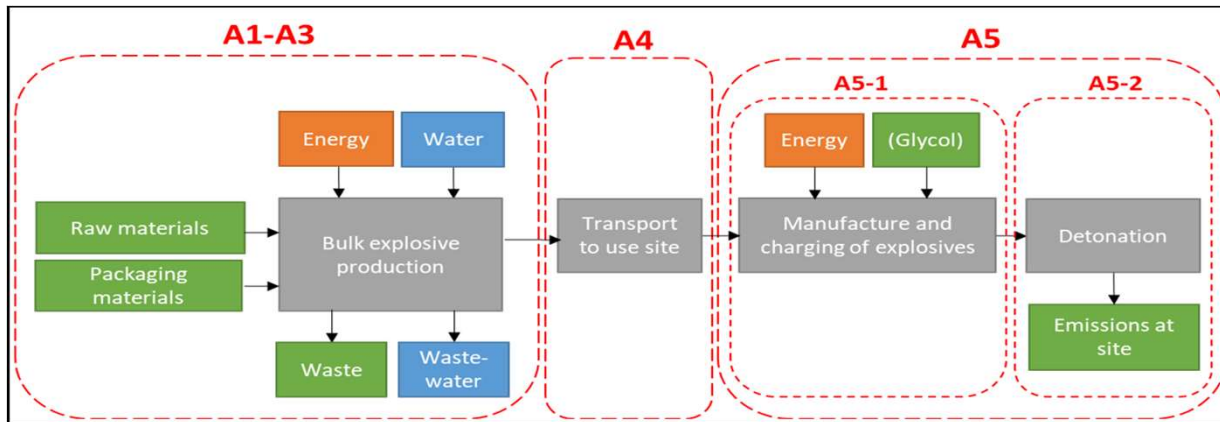 A1-A3
A4
A5
A5-1
A5-2
Energy
Water
Energy
(Glycol)
Raw materials
Packaging
materials
Bulk explosive
production
Transport
to use site
Manufacture and
charging of explosives
Detonation
Waste
Waste-
water
Emissions at
site